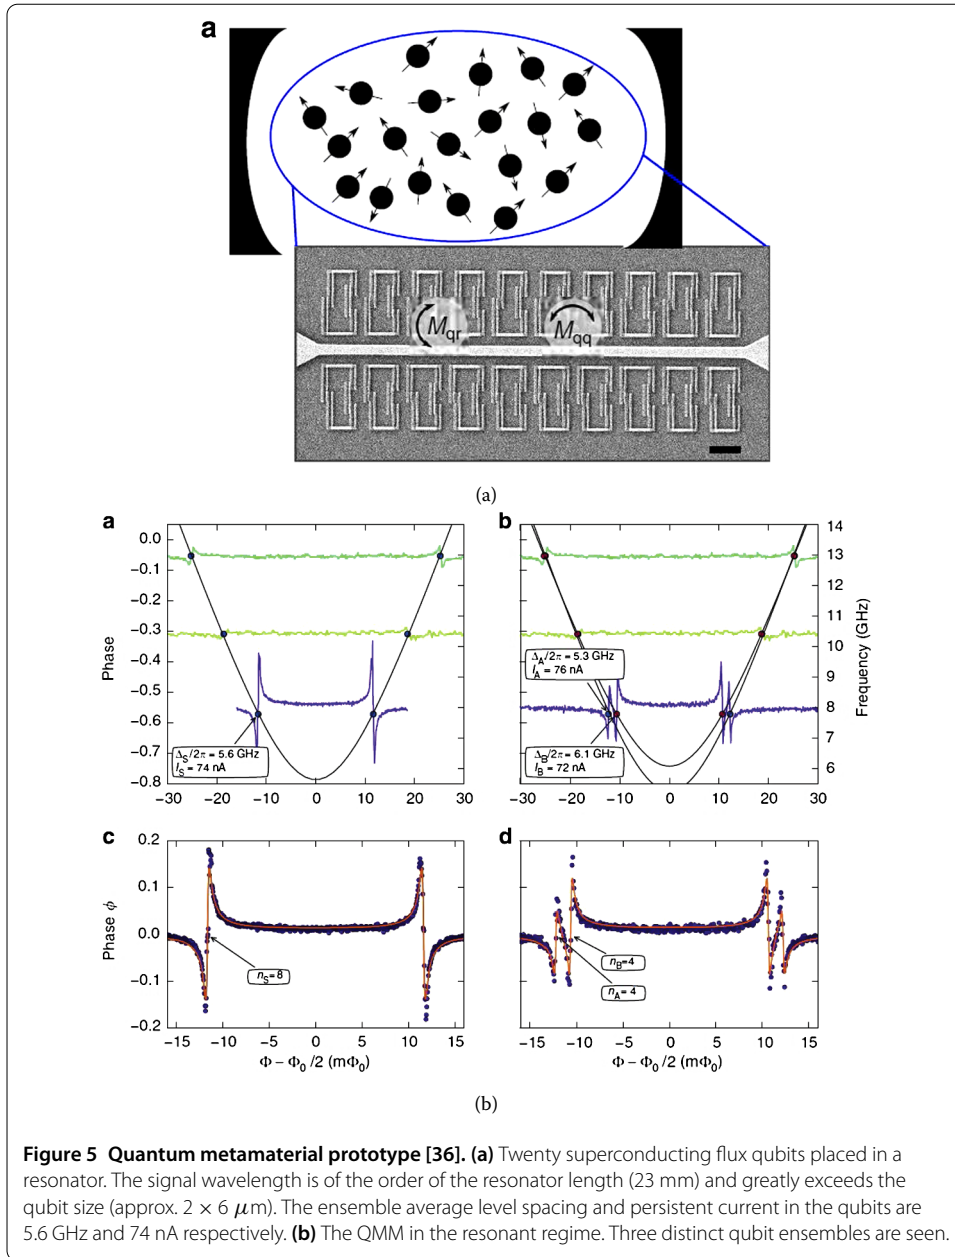 a
M_qr
M_qq
(a)
a
b
0.0
−0.1
−0.2
−0.3
−0.4
−0.5
−0.6
−0.7
−0.8
Phase
Δ_S/2π = 5.6 GHz
I_S = 74 nA
−30 −20 −10 0 10 20 30
14
13
12
11
10
9
8
7
6
Frequency (GHz)
Δ_A/2π = 5.3 GHz
I_A = 76 nA
Δ_B/2π = 6.1 GHz
I_B = 72 nA
−30 −20 −10 0 10 20 30
c
d
0.2
0.1
0.0
−0.1
−0.2
Phase ϕ
n_S=8
−15 −10 −5 0 5 10 15
Φ − Φ₀/2 (mΦ₀)
n_B=4
n_A= 4
−15 −10 −5 0 5 10 15
Φ − Φ₀/2 (mΦ₀)
(b)
Figure 5 Quantum metamaterial prototype [36]. (a) Twenty superconducting flux qubits placed in a
resonator. The signal wavelength is of the order of the resonator length (23 mm) and greatly exceeds the
qubit size (approx. 2 × 6 μm). The ensemble average level spacing and persistent current in the qubits are
5.6 GHz and 74 nA respectively. (b) The QMM in the resonant regime. Three distinct qubit ensembles are seen.